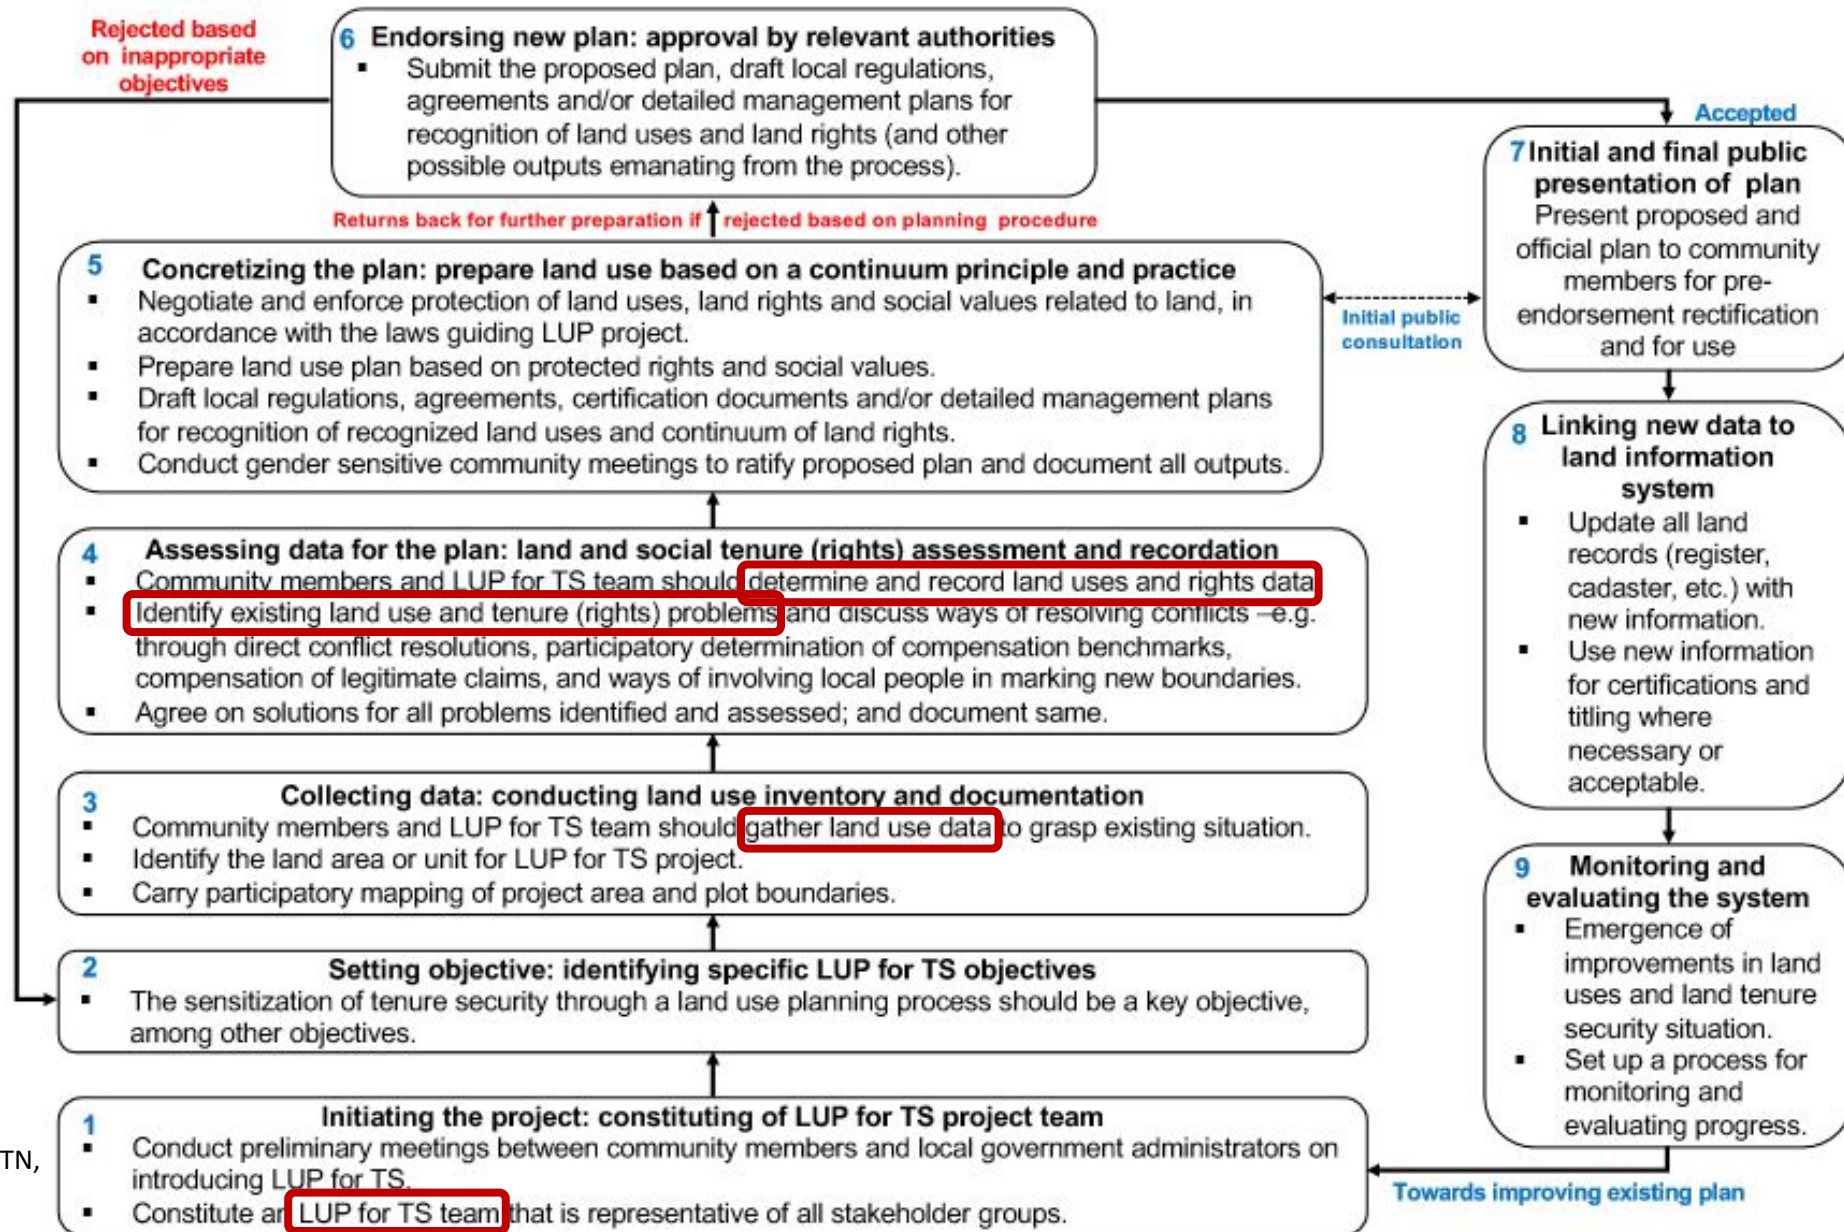 Rejected based
on inappropriate
objectives
6 Endorsing new plan: approval by relevant authorities
▪ Submit the proposed plan, draft local regulations,
agreements and/or detailed management plans for
recognition of land uses and land rights (and other
possible outputs emanating from the process).
Accepted
Returns back for further preparation if rejected based on planning procedure
5 Concretizing the plan: prepare land use based on a continuum principle and practice
▪ Negotiate and enforce protection of land uses, land rights and social values related to land, in
accordance with the laws guiding LUP project.
▪ Prepare land use plan based on protected rights and social values.
▪ Draft local regulations, agreements, certification documents and/or detailed management plans
for recognition of recognized land uses and continuum of land rights.
▪ Conduct gender sensitive community meetings to ratify proposed plan and document all outputs.
Initial public
consultation
7 Initial and final public
presentation of plan
Present proposed and
official plan to community
members for pre-
endorsement rectification
and for use
4 Assessing data for the plan: land and social tenure (rights) assessment and recordation
▪ Community members and LUP for TS team should determine and record land uses and rights data
▪ Identify existing land use and tenure (rights) problems and discuss ways of resolving conflicts –e.g.
through direct conflict resolutions, participatory determination of compensation benchmarks,
compensation of legitimate claims, and ways of involving local people in marking new boundaries.
▪ Agree on solutions for all problems identified and assessed; and document same.
8 Linking new data to
land information
system
▪ Update all land
records (register,
cadaster, etc.) with
new information.
▪ Use new information
for certifications and
titling where
necessary or
acceptable.
3 Collecting data: conducting land use inventory and documentation
▪ Community members and LUP for TS team should gather land use data to grasp existing situation.
▪ Identify the land area or unit for LUP for TS project.
▪ Carry participatory mapping of project area and plot boundaries.
2 Setting objective: identifying specific LUP for TS objectives
▪ The sensitization of tenure security through a land use planning process should be a key objective,
among other objectives.
9 Monitoring and
evaluating the system
▪ Emergence of
improvements in land
uses and land tenure
security situation.
▪ Set up a process for
monitoring and
evaluating progress.
1 Initiating the project: constituting of LUP for TS project team
▪ Conduct preliminary meetings between community members and local government administrators on
introducing LUP for TS.
▪ Constitute an LUP for TS team that is representative of all stakeholder groups.
Towards improving existing plan
TN,